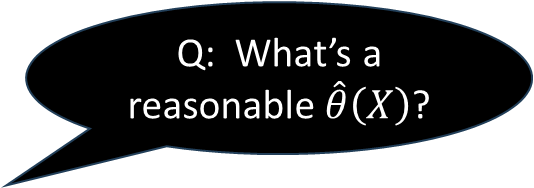 Q: What's a
reasonable θ̂(X)?